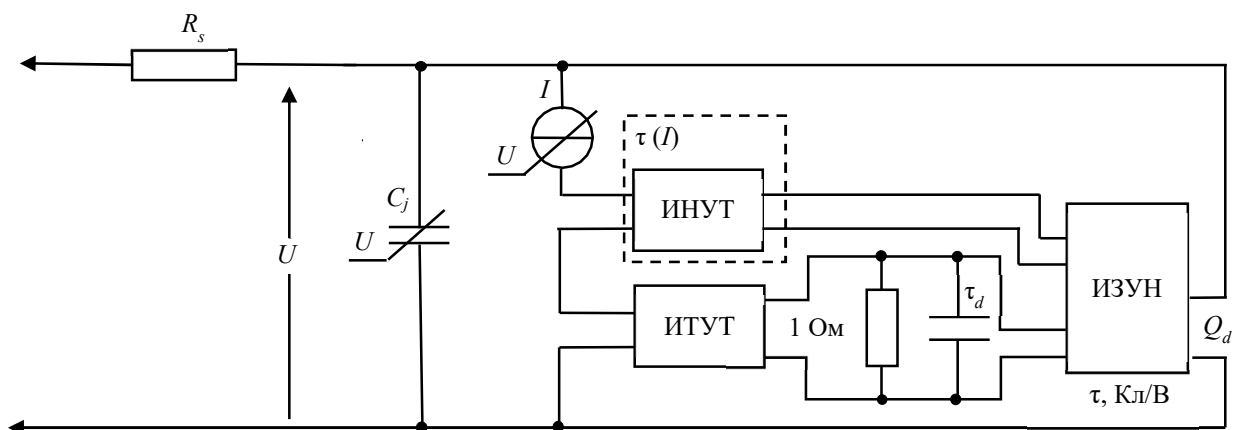 R_s
I
τ (I)
U
ИНУТ
C_j
U
U
ИЗУН
τ_d
ИТУТ
1 Ом
Q_d
τ, Кл/В